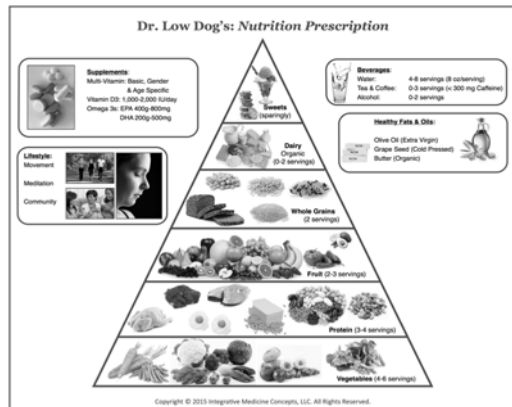 Dr. Low Dog's: Nutrition Prescription
Supplements:
Multi-Vitamin: Basic, Gender
& Age Specific
Vitamin D3: 1,000-2,000 IU/day
Omega 3s: EPA 400g-800mg
DHA 200g-500mg
Beverages:
Water: 4-8 servings (8 oz/serving)
Tea & Coffee: 0-3 servings (< 300 mg Caffeine)
Alcohol: 0-2 servings
Healthy Fats & Oils:
Olive Oil (Extra Virgin)
Grape Seed (Cold Pressed)
Butter (Organic)
Lifestyle:
Movement
Meditation
Community
Sweets
(sparingly)
Dairy
Organic
(0-2 servings)
Whole Grains
(2 servings)
Fruit (2-3 servings)
Protein (3-4 servings)
Vegetables (4-6 servings)
Copyright © 2015 Integrative Medicine Concepts, LLC. All Rights Reserved.